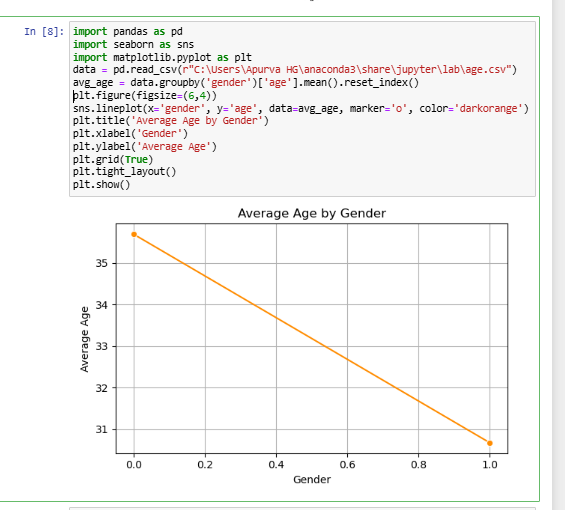 In [8]:
import pandas as pd
import seaborn as sns
import matplotlib.pyplot as plt
data = pd.read_csv(r"C:\Users\Apurva HG\anaconda3\share\jupyter\lab\age.csv")
avg_age = data.groupby('gender')['age'].mean().reset_index()
plt.figure(figsize=(6,4))
sns.lineplot(x='gender', y='age', data=avg_age, marker='o', color='darkorange')
plt.title('Average Age by Gender')
plt.xlabel('Gender')
plt.ylabel('Average Age')
plt.grid(True)
plt.tight_layout()
plt.show()
Average Age by Gender
35
34
33
32
31
Average Age
0.0 0.2 0.4 0.6 0.8 1.0
Gender